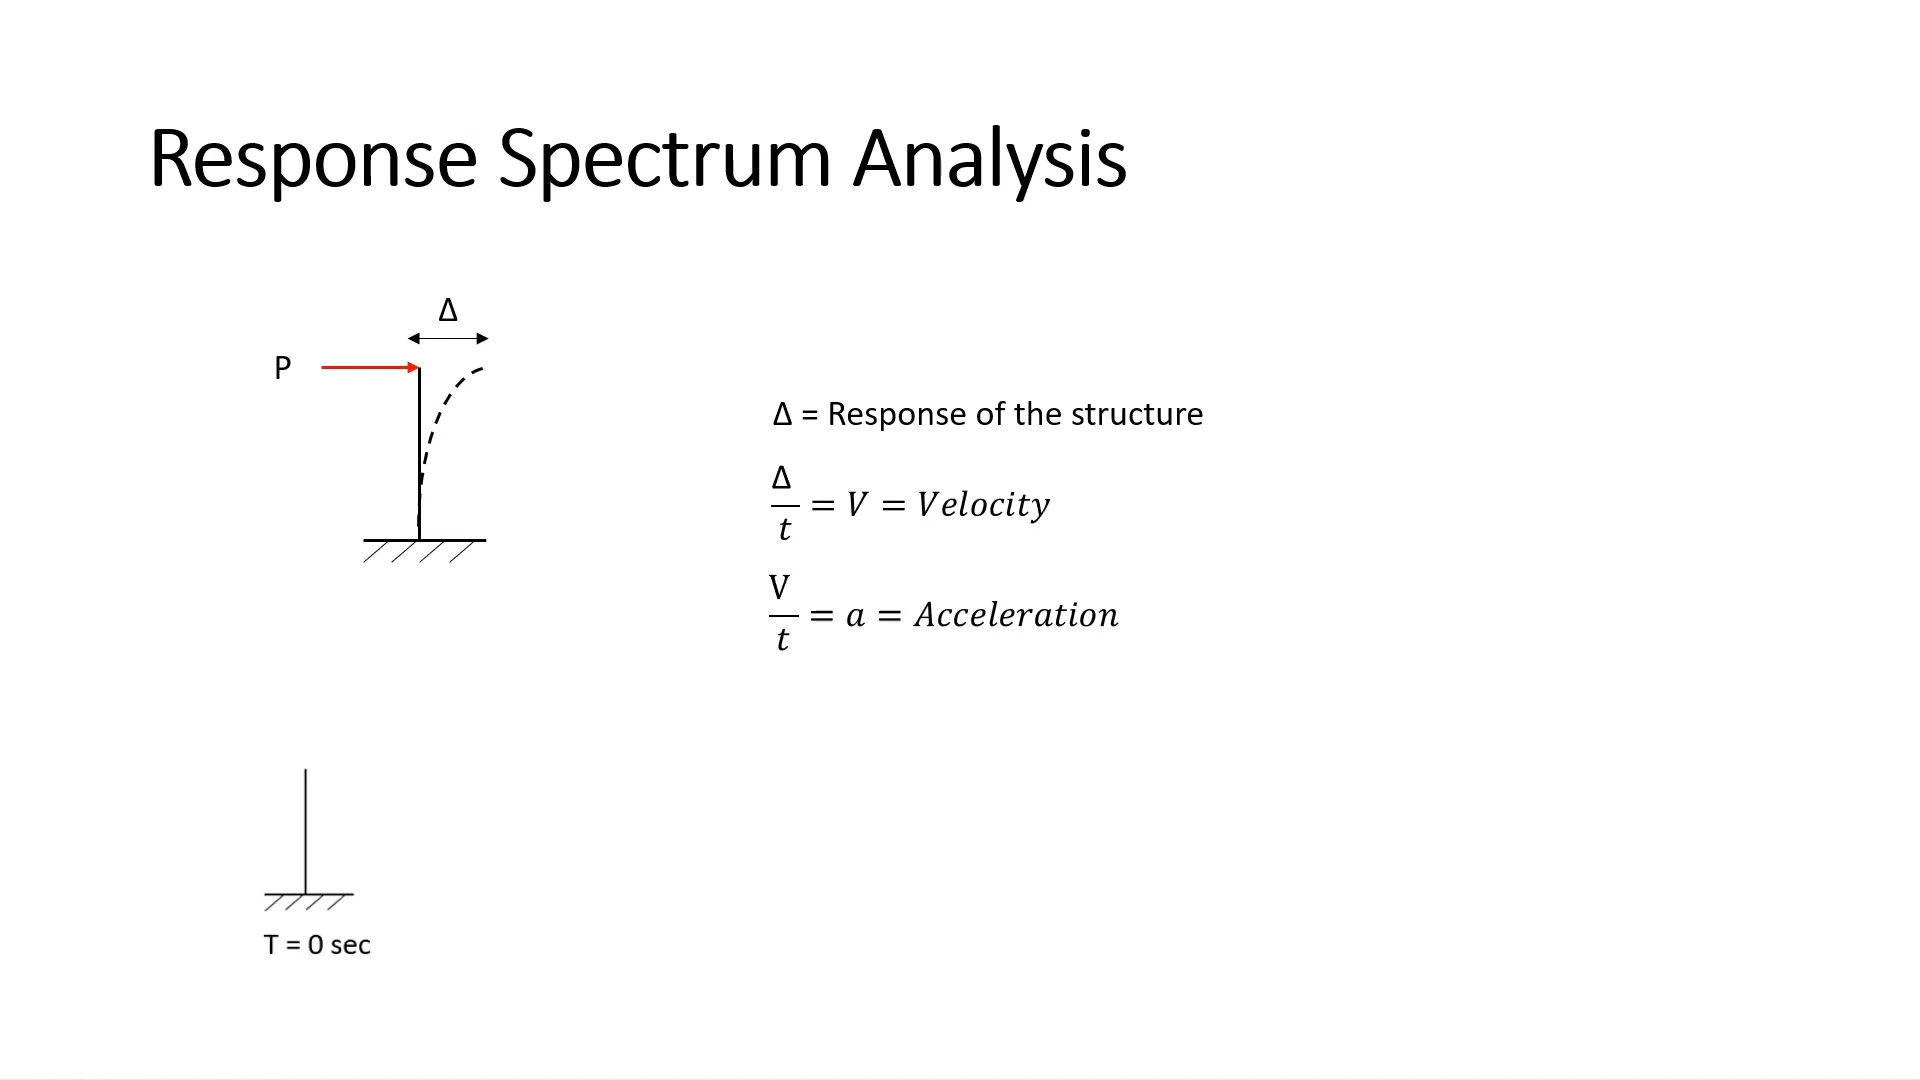 Response Spectrum Analysis
Δ
P
Δ = Response of the structure
Δ/t = V = Velocity
V/t = a = Acceleration
T = 0 sec